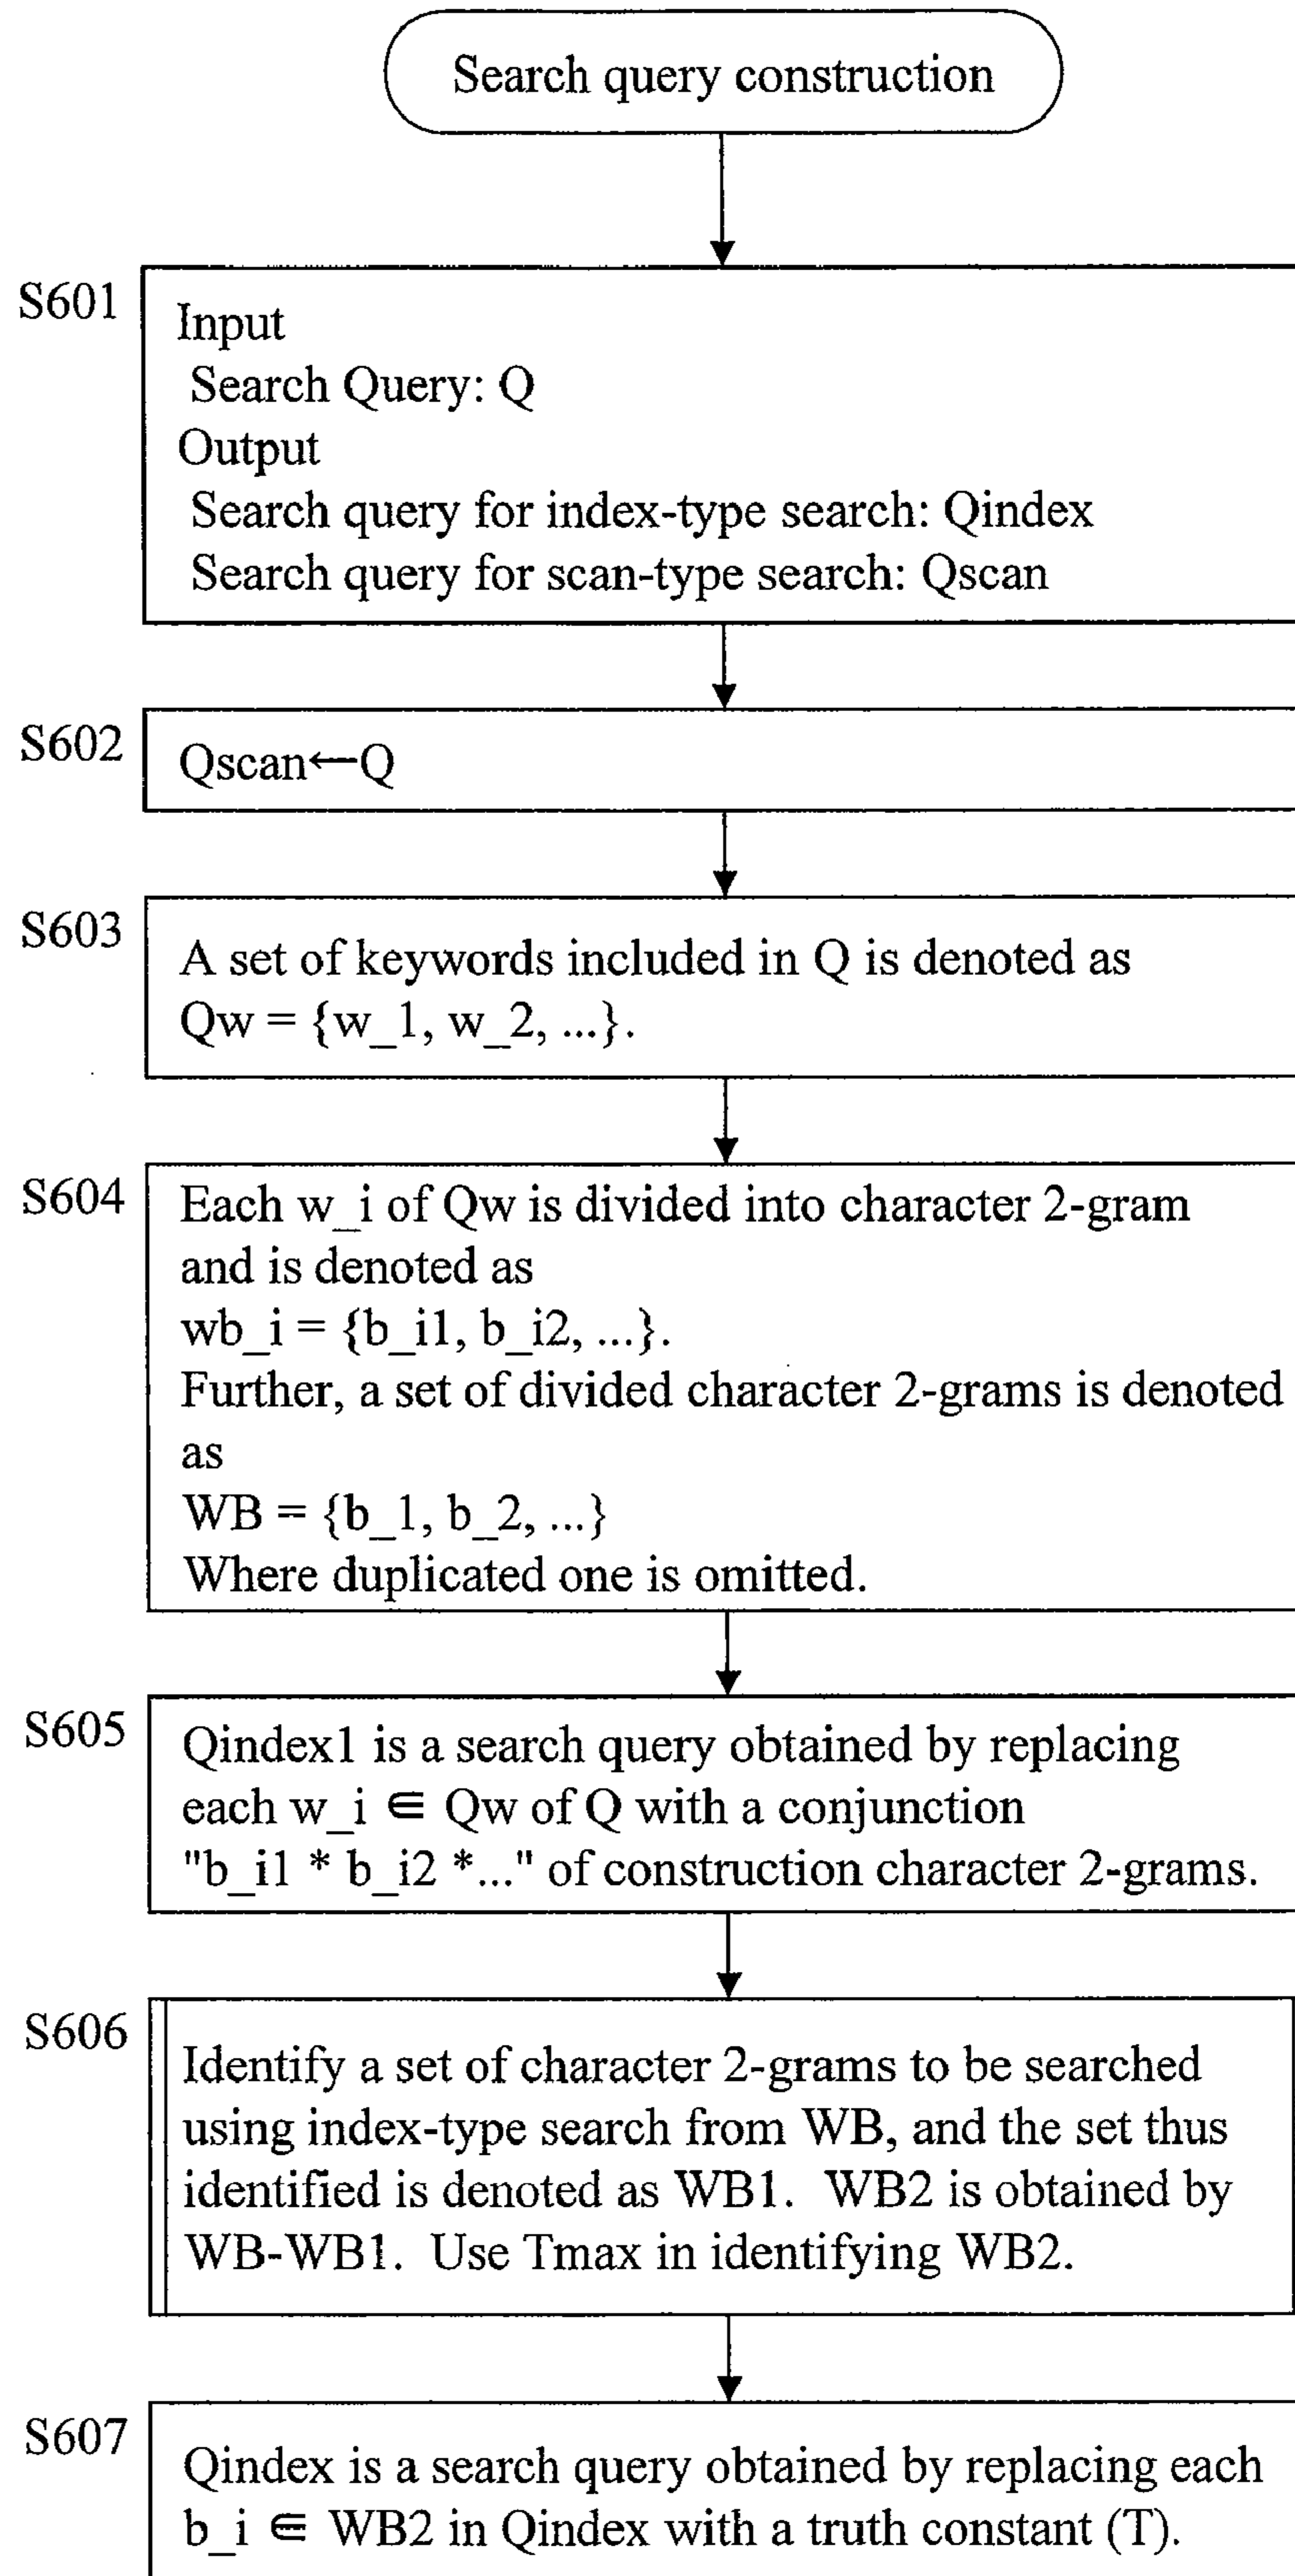 Search query construction
S601
Input
Search Query: Q
Output
Search query for index-type search: Qindex
Search query for scan-type search: Qscan
S602
Qscan←Q
S603
A set of keywords included in Q is denoted as
Qw = {w_1, w_2, ...}.
S604
Each w_i of Qw is divided into character 2-gram
and is denoted as
wb_i = {b_i1, b_i2, ...}.
Further, a set of divided character 2-grams is denoted
as
WB = {b_1, b_2, ...}
Where duplicated one is omitted.
S605
Qindex1 is a search query obtained by replacing
each w_i ∈ Qw of Q with a conjunction
"b_i1 * b_i2 *..." of construction character 2-grams.
S606
Identify a set of character 2-grams to be searched
using index-type search from WB, and the set thus
identified is denoted as WB1. WB2 is obtained by
WB-WB1. Use Tmax in identifying WB2.
S607
Qindex is a search query obtained by replacing each
b_i ∈ WB2 in Qindex with a truth constant (T).